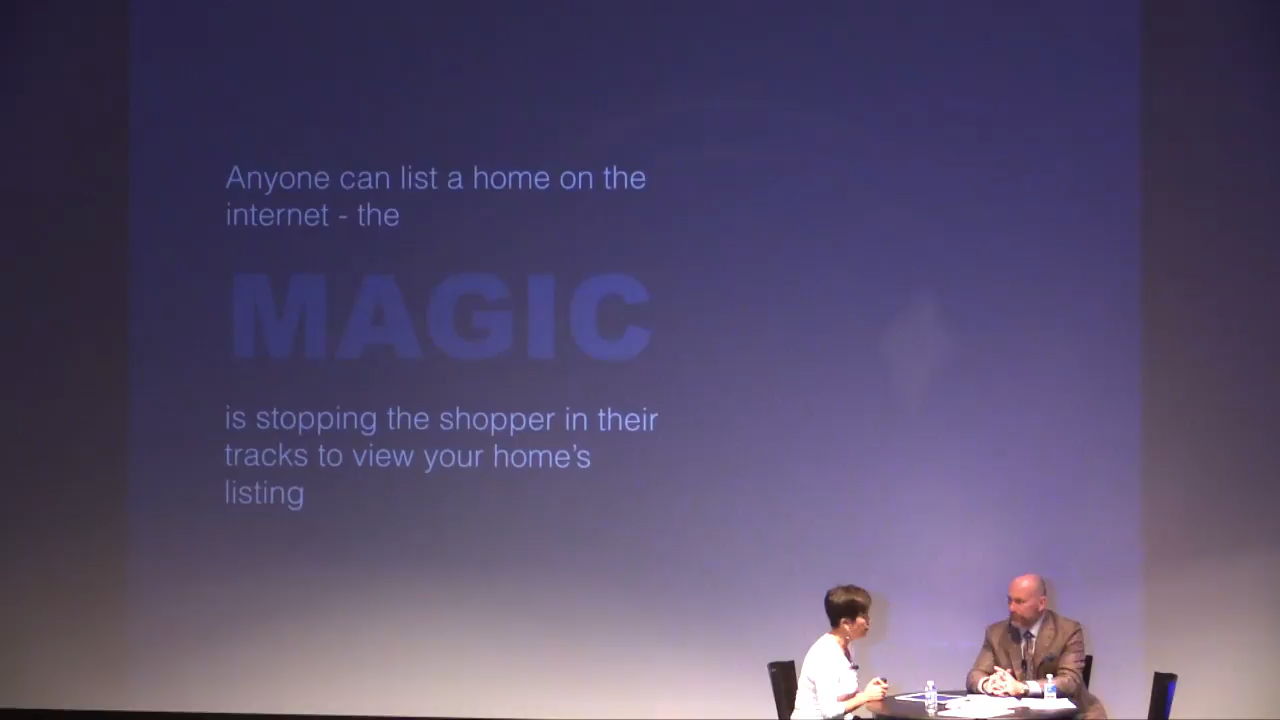 Anyone can list a home on the
internet - the
MAGIC
is stopping the shopper in their
tracks to view your home's
listing